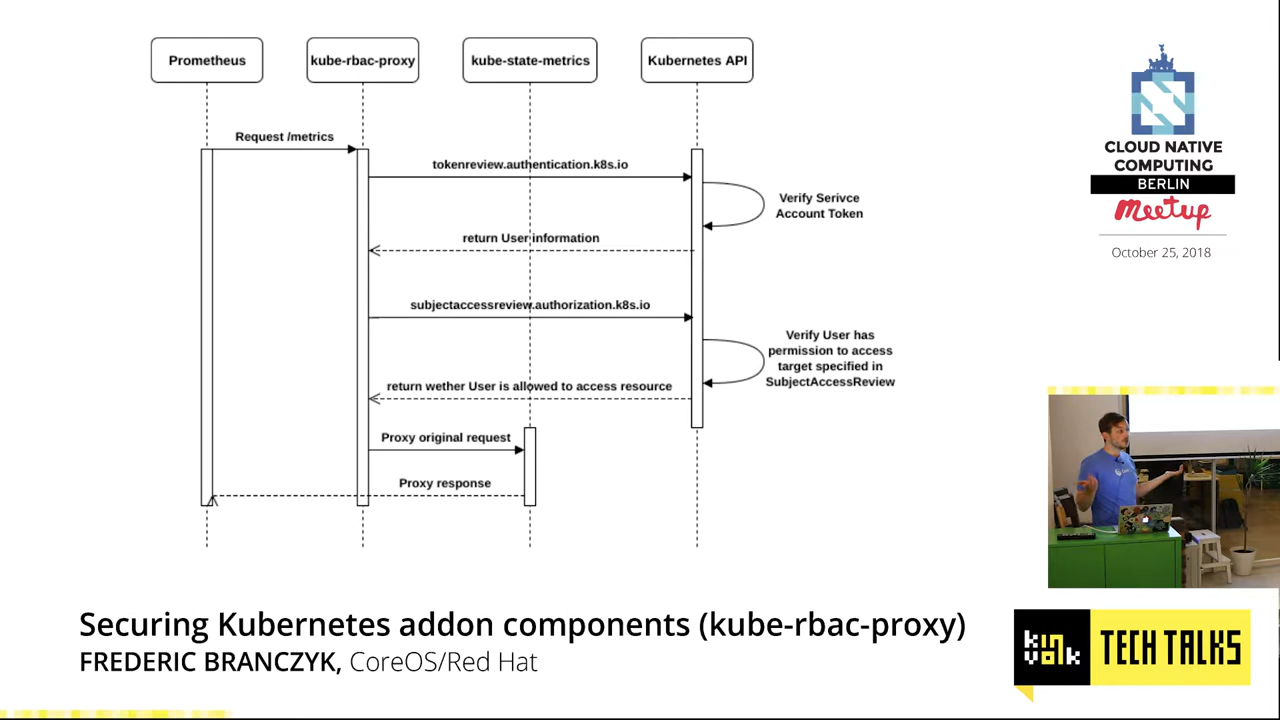 Prometheus
kube-rbac-proxy
kube-state-metrics
Kubernetes API
Request /metrics
tokenreview.authentication.k8s.io
Verify Serivce
Account Token
return User information
subjectaccessreview.authorization.k8s.io
Verify User has
permission to access
target specified in
SubjectAccessReview
return wether User is allowed to access resource
Proxy original request
Proxy response
CLOUD NATIVE
COMPUTING
BERLIN
meetup
October 25, 2018
Securing Kubernetes addon components (kube-rbac-proxy)
FREDERIC BRANCZYK, CoreOS/Red Hat
kinvolk
TECH TALKS